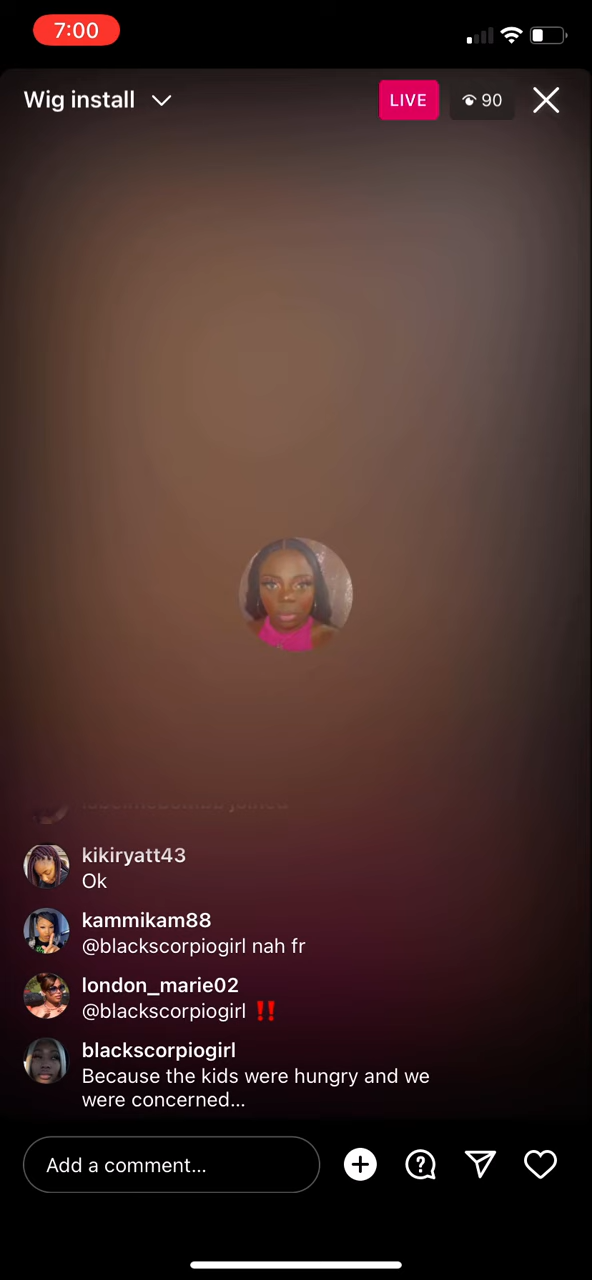 7:00
Wig install
LIVE
90
kikiryatt43
Ok
kammikam88
@blackscorpiogirl nah fr
london_marie02
@blackscorpiogirl ‼️
blackscorpiogirl
Because the kids were hungry and we
were concerned...
Add a comment...